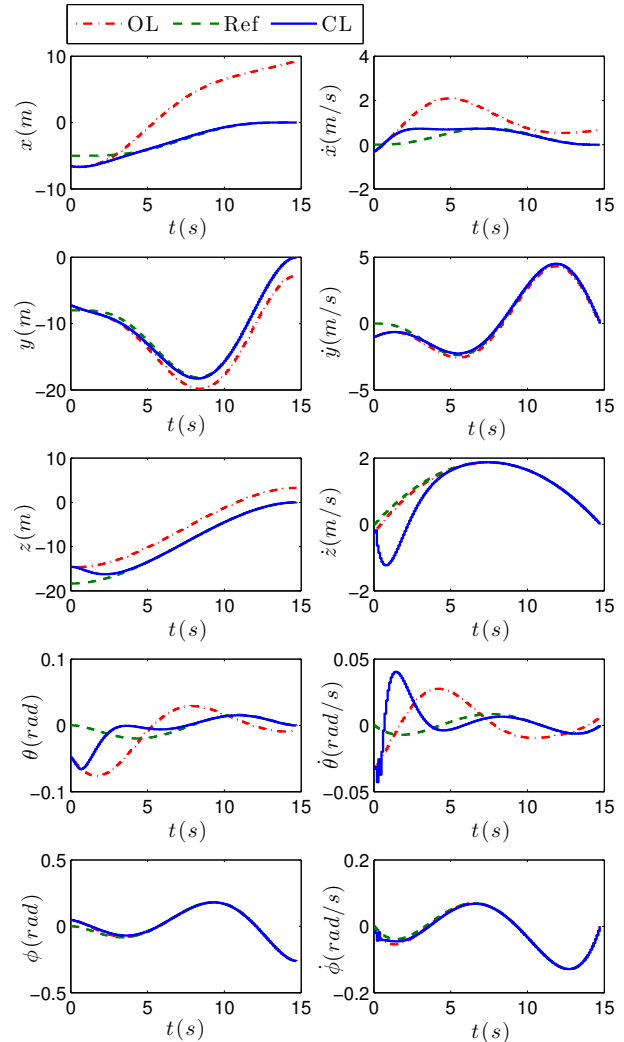 OL Ref CL
x(m)
10
0
−10
0 5 10 15
t(s)
ẋ(m/s)
4
2
0
−2
0 5 10 15
t(s)
y(m)
0
−10
−20
0 5 10 15
t(s)
ẏ(m/s)
5
0
−5
0 5 10 15
t(s)
z(m)
10
0
−10
−20
0 5 10 15
t(s)
ż(m/s)
2
0
−2
0 5 10 15
t(s)
θ(rad)
0.1
0
−0.1
0 5 10 15
t(s)
θ̇(rad/s)
0.05
0
−0.05
0 5 10 15
t(s)
ϕ(rad)
0.5
0
−0.5
0 5 10 15
t(s)
ϕ̇(rad/s)
0.2
0
−0.2
0 5 10 15
t(s)